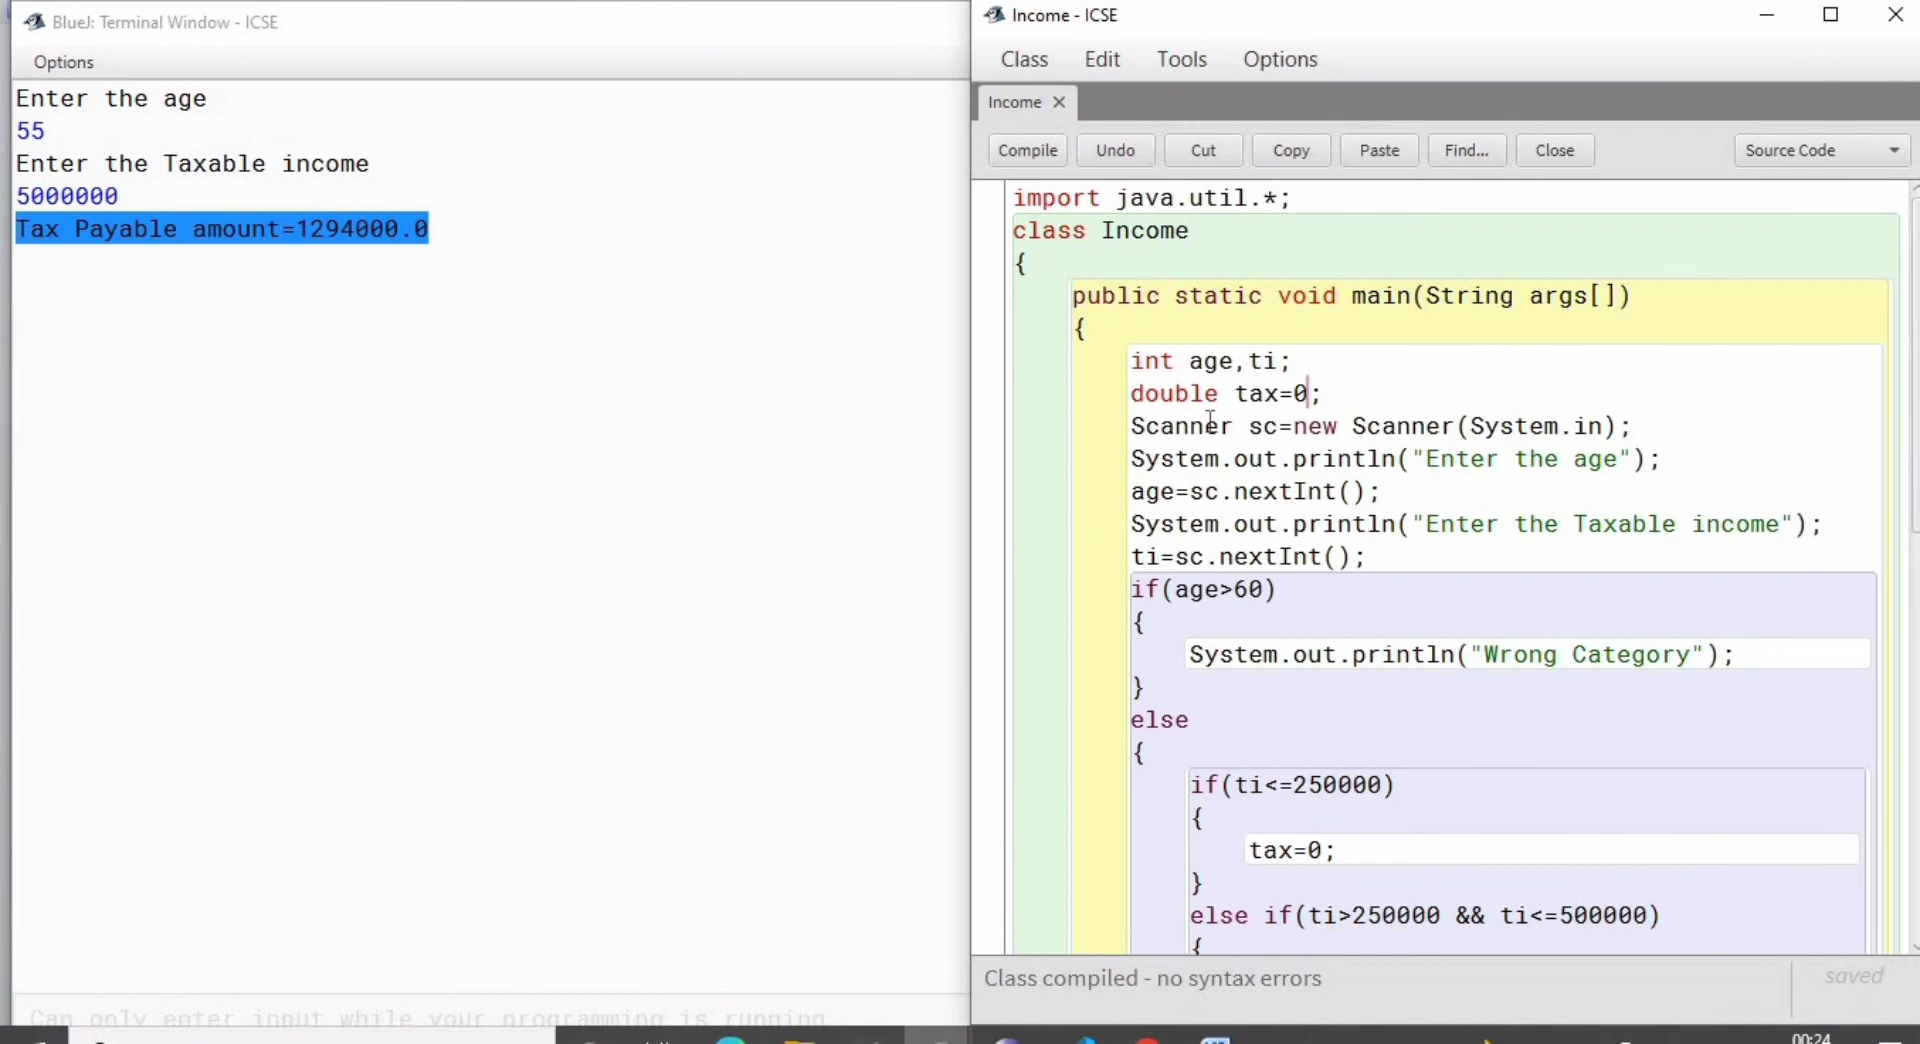 BlueJ: Terminal Window - ICSE
Options
Enter the age
55
Enter the Taxable income
5000000
Tax Payable amount=1294000.0
Can only enter input while your programming is running
Income - ICSE
Class Edit Tools Options
Income
Compile Undo Cut Copy Paste Find... Close Source Code
import java.util.*;
class Income
{
public static void main(String args[])
{
int age,ti;
double tax=0;
Scanner sc=new Scanner(System.in);
System.out.println("Enter the age");
age=sc.nextInt();
System.out.println("Enter the Taxable income");
ti=sc.nextInt();
if(age>60)
{
System.out.println("Wrong Category");
}
else
{
if(ti<=250000)
{
tax=0;
}
else if(ti>250000 && ti<=500000)
{
Class compiled - no syntax errors
saved
00:24